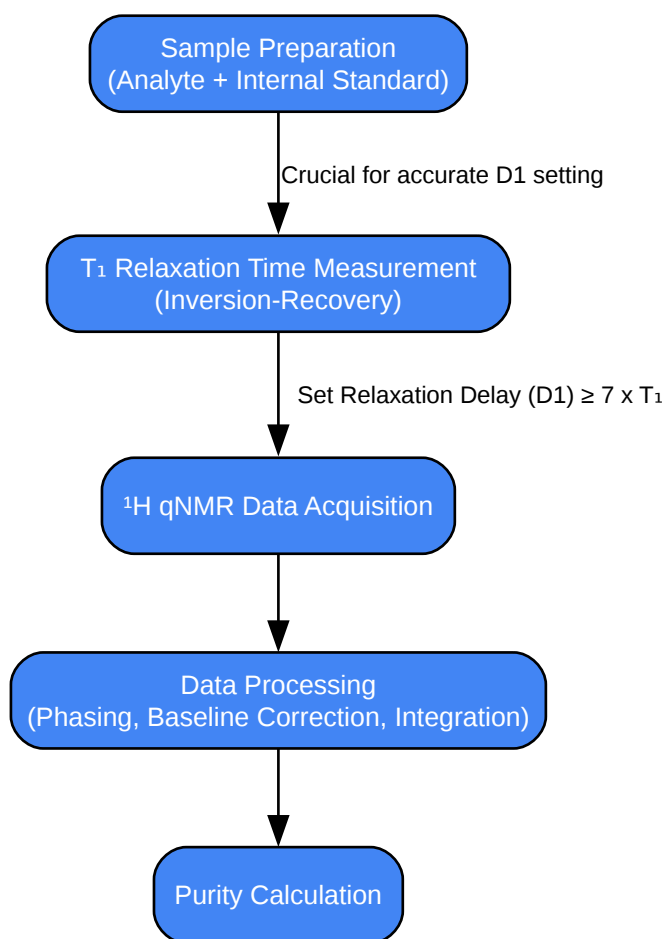 Sample Preparation
(Analyte + Internal Standard)
Crucial for accurate D1 setting
T₁ Relaxation Time Measurement
(Inversion-Recovery)
Set Relaxation Delay (D1) ≥ 7 x T₁
¹H qNMR Data Acquisition
Data Processing
(Phasing, Baseline Correction, Integration)
Purity Calculation